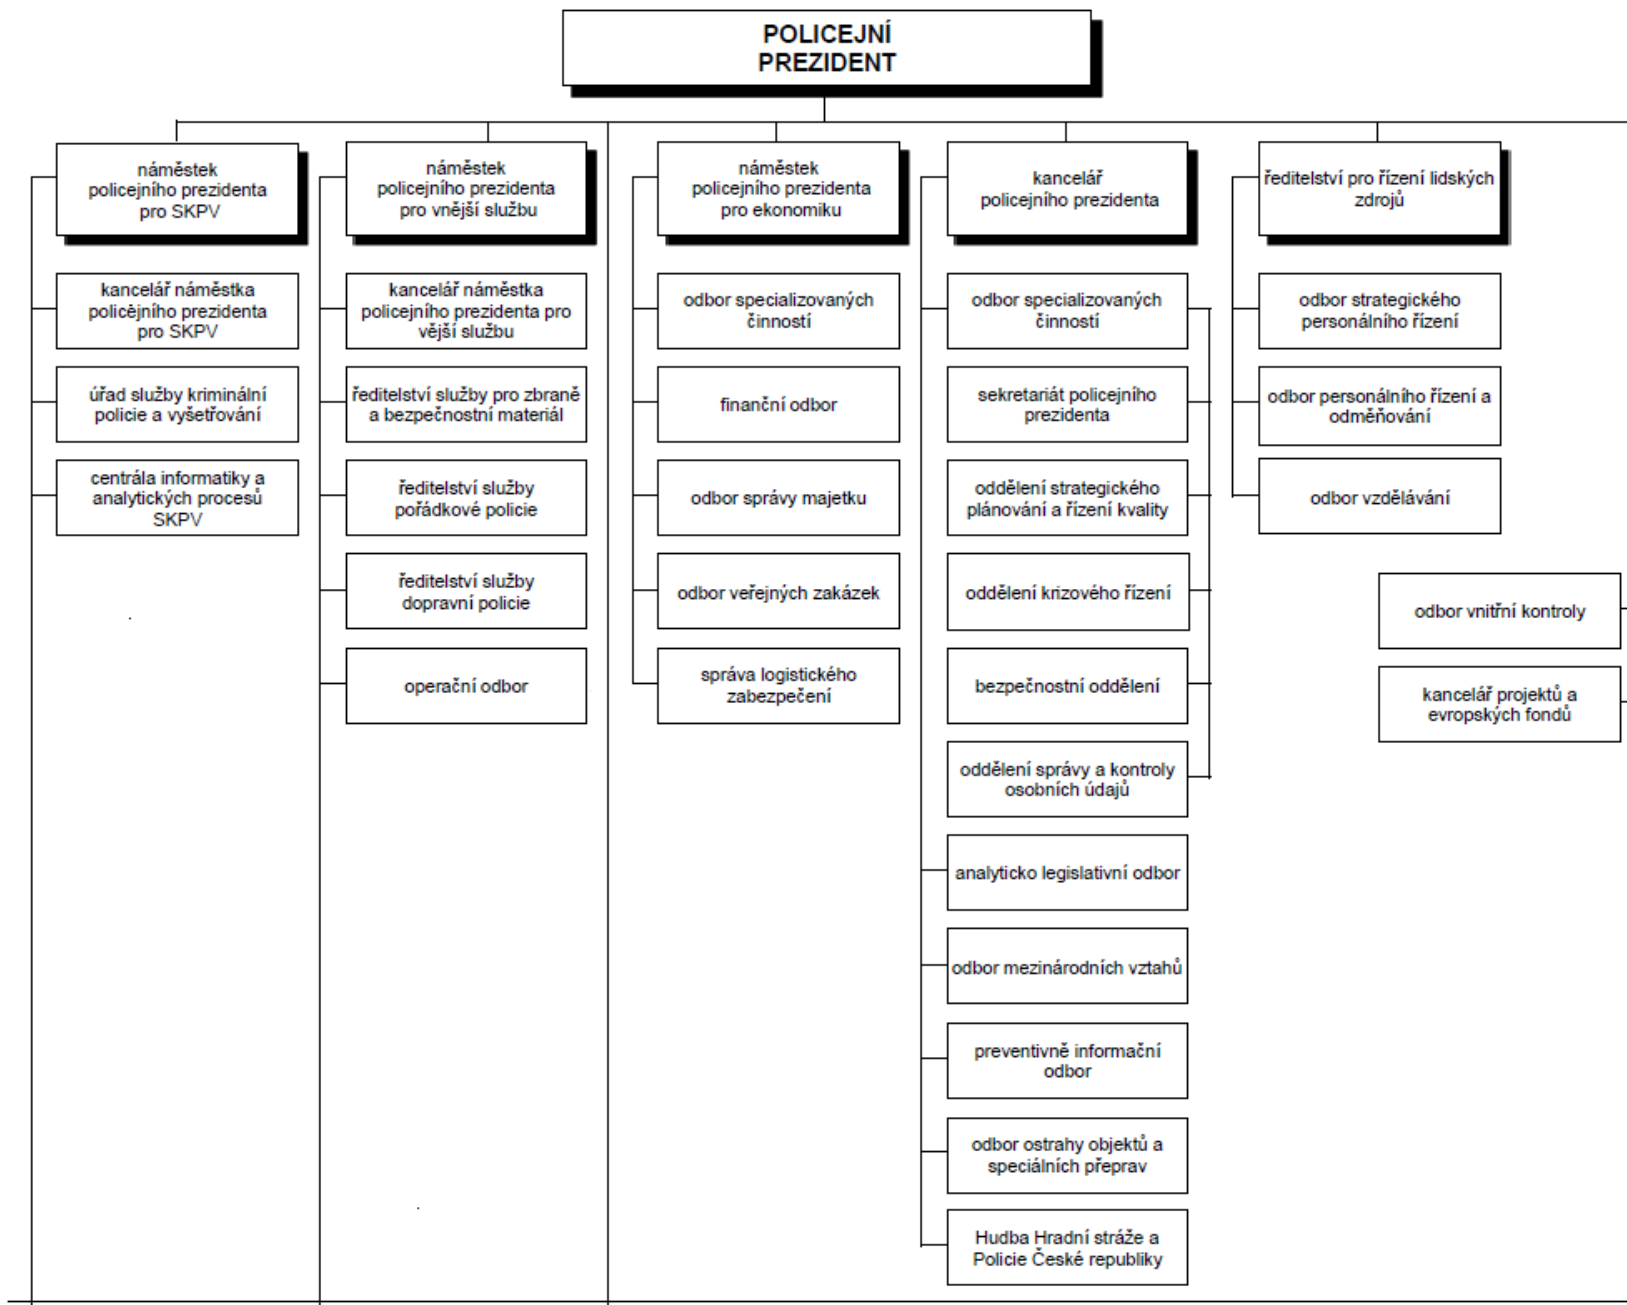 POLICEJNÍ
PREZIDENT
náměstek
policejního prezidenta
pro SKPV
kancelář náměstka
policejního prezidenta
pro SKPV
úřad služby kriminální
policie a vyšetřování
centrála informatiky a
analytických procesů
SKPV
náměstek
policejního prezidenta
pro vnější službu
kancelář náměstka
policejního prezidenta pro
vější službu
ředitelství služby pro zbraně
a bezpečnostní materiál
ředitelství služby
pořádkové policie
ředitelství služby
dopravní policie
operační odbor
náměstek
policejního prezidenta
pro ekonomiku
odbor specializovaných
činností
finanční odbor
odbor správy majetku
odbor veřejných zakázek
správa logistického
zabezpečení
kancelář
policejního prezidenta
odbor specializovaných
činností
sekretariát policejního
prezidenta
oddělení strategického
plánování a řízení kvality
oddělení krizového řízení
bezpečnostní oddělení
oddělení správy a kontroly
osobních údajů
analyticko legislativní odbor
odbor mezinárodních vztahů
preventivně informační
odbor
odbor ostrahy objektů a
speciálních přeprav
Hudba Hradní stráže a
Policie České republiky
ředitelství pro řízení lidských
zdrojů
odbor strategického
personálního řízení
odbor personálního řízení a
odměňování
odbor vzdělávání
odbor vnitřní kontroly
kancelář projektů a
evropských fondů